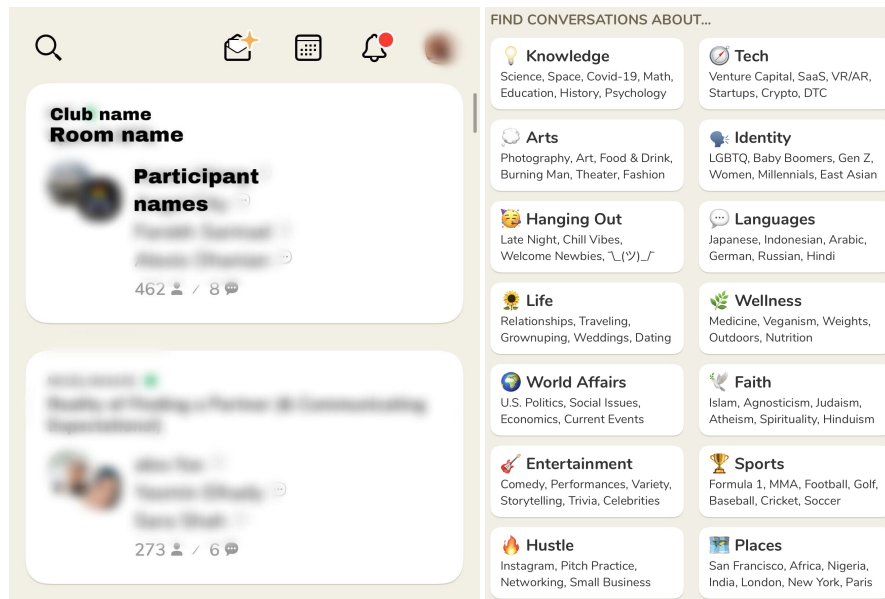 Club name
Room name
Participant
names
462 / 8
273 / 6
FIND CONVERSATIONS ABOUT...
Knowledge
Science, Space, Covid-19, Math,
Education, History, Psychology
Tech
Venture Capital, SaaS, VR/AR,
Startups, Crypto, DTC
Arts
Photography, Art, Food & Drink,
Burning Man, Theater, Fashion
Identity
LGBTQ, Baby Boomers, Gen Z,
Women, Millennials, East Asian
Hanging Out
Late Night, Chill Vibes,
Welcome Newbies, ¯\_(ツ)_/¯
Languages
Japanese, Indonesian, Arabic,
German, Russian, Hindi
Life
Relationships, Traveling,
Grownuping, Weddings, Dating
Wellness
Medicine, Veganism, Weights,
Outdoors, Nutrition
World Affairs
U.S. Politics, Social Issues,
Economics, Current Events
Faith
Islam, Agnosticism, Judaism,
Atheism, Spirituality, Hinduism
Entertainment
Comedy, Performances, Variety,
Storytelling, Trivia, Celebrities
Sports
Formula 1, MMA, Football, Golf,
Baseball, Cricket, Soccer
Hustle
Instagram, Pitch Practice,
Networking, Small Business
Places
San Francisco, Africa, Nigeria,
India, London, New York, Paris